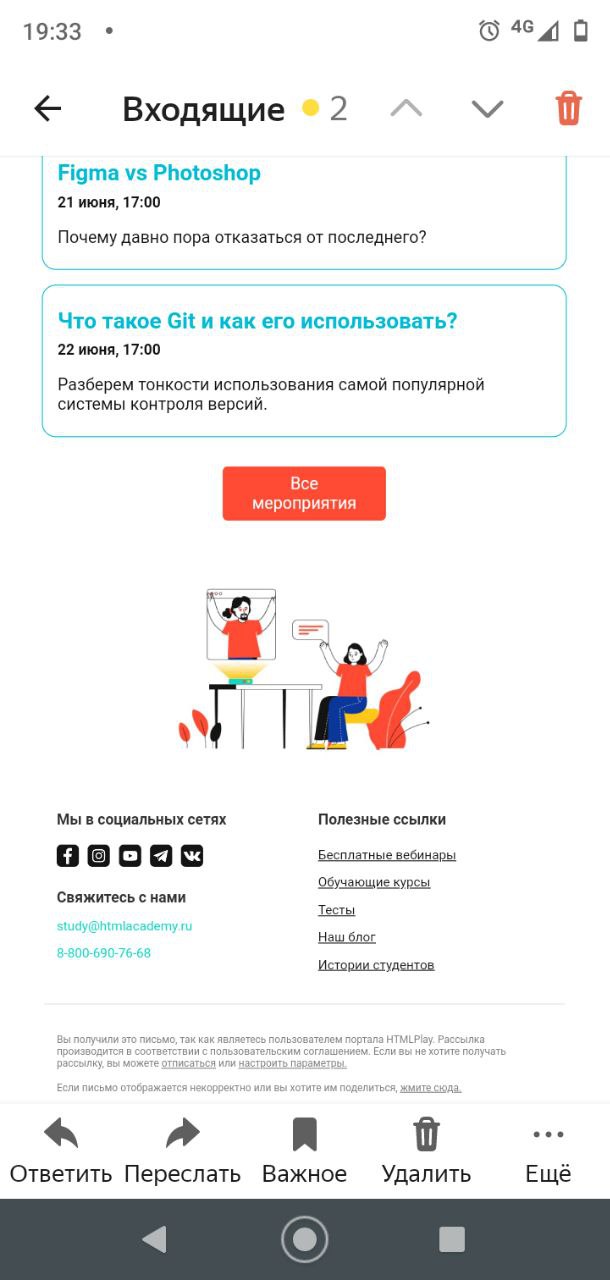 19:33
4G
Входящие 2
Figma vs Photoshop
21 июня, 17:00
Почему давно пора отказаться от последнего?
Что такое Git и как его использовать?
22 июня, 17:00
Разберем тонкости использования самой популярной
системы контроля версий.
Все
мероприятия
Мы в социальных сетях
Свяжитесь с нами
study@htmlacademy.ru
8-800-690-76-68
Полезные ссылки
Бесплатные вебинары
Обучающие курсы
Тесты
Наш блог
Истории студентов
Вы получили это письмо, так как являетесь пользователем портала HTMLPlay. Рассылка
производится в соответствии с пользовательским соглашением. Если вы не хотите получать
рассылку, вы можете отписаться или настроить параметры.
Если письмо отображается некорректно или вы хотите им поделиться, жмите сюда.
Ответить Переслать Важное Удалить Ещё